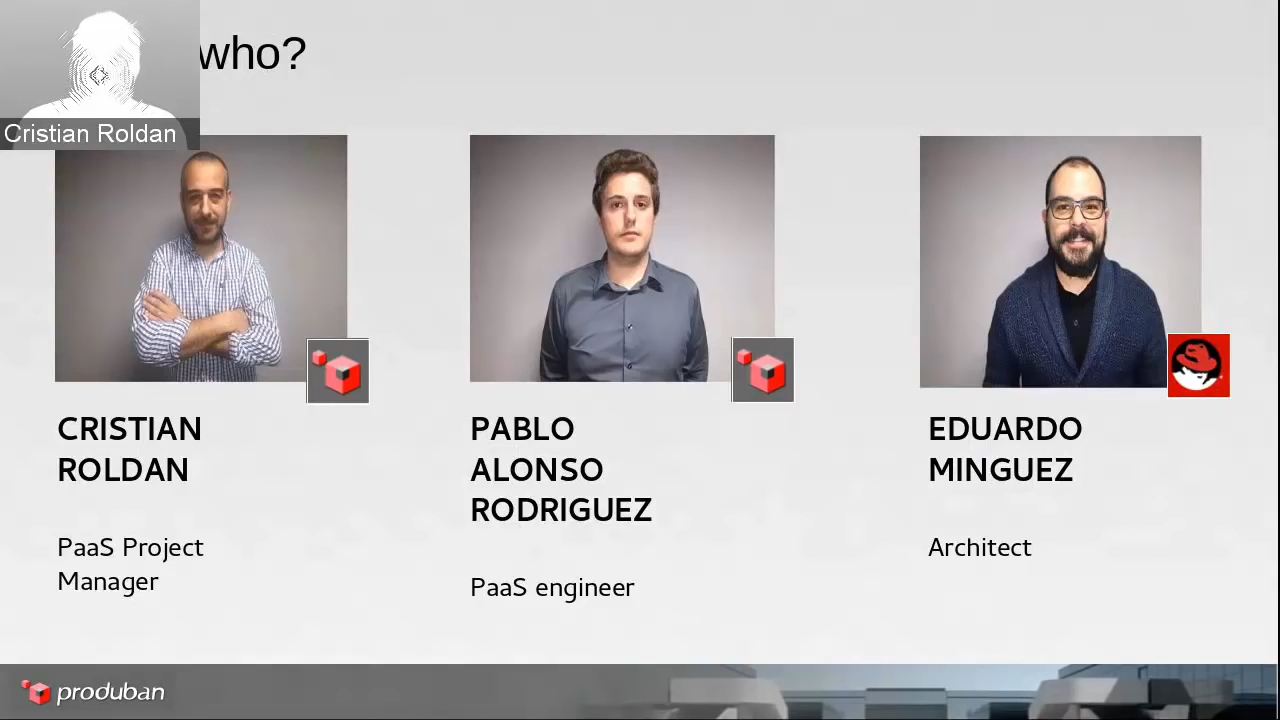 who?
Cristian Roldan
CRISTIAN
ROLDAN
PaaS Project
Manager
PABLO
ALONSO
RODRIGUEZ
PaaS engineer
EDUARDO
MINGUEZ
Architect
produban